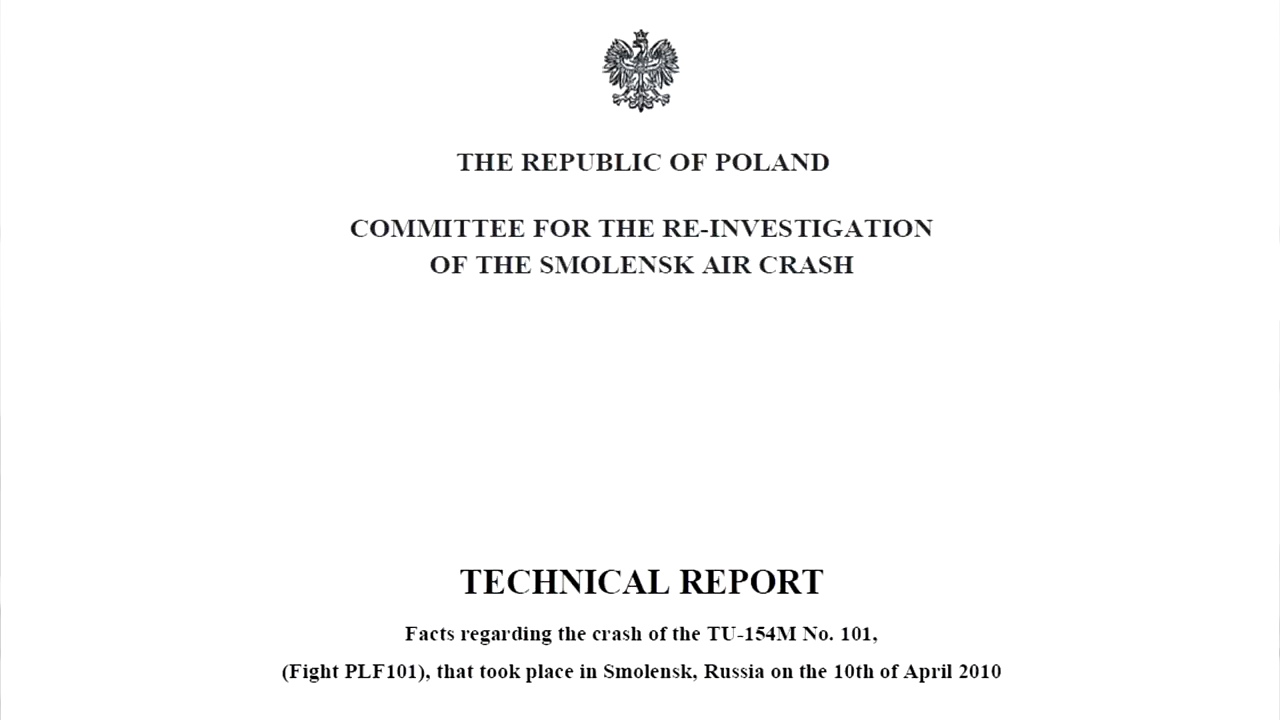 THE REPUBLIC OF POLAND
COMMITTEE FOR THE RE-INVESTIGATION
OF THE SMOLENSK AIR CRASH
TECHNICAL REPORT
Facts regarding the crash of the TU-154M No. 101,
(Fight PLF101), that took place in Smolensk, Russia on the 10th of April 2010